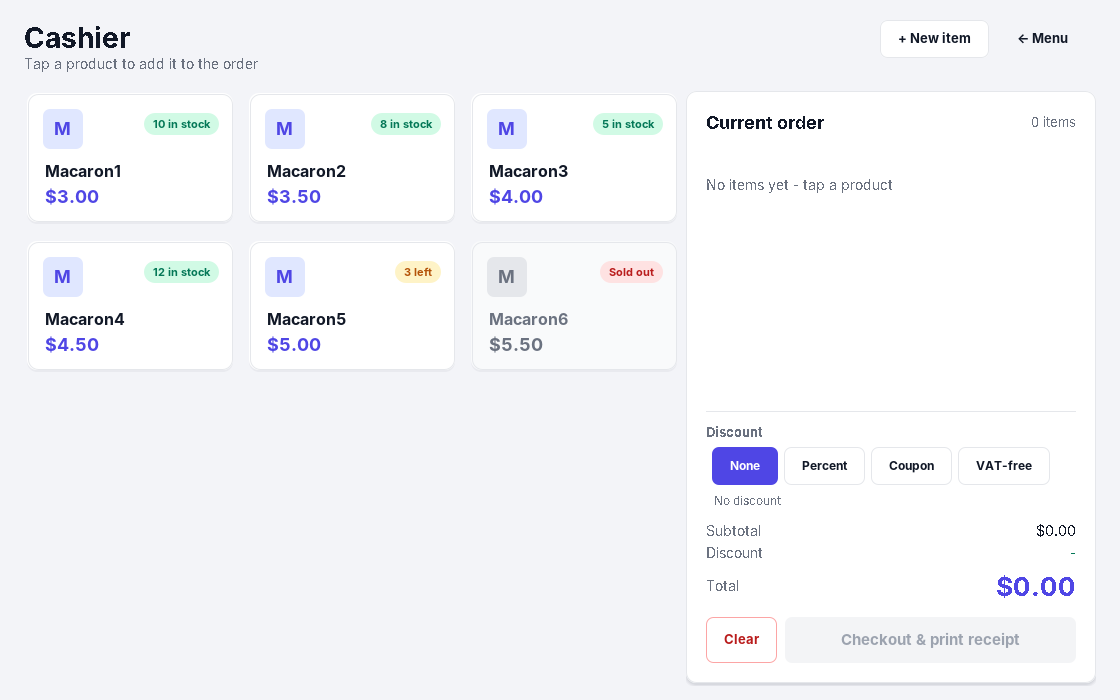 Cashier
Tap a product to add it to the order
+ New item
← Menu
M
10 in stock
Macaron1
$3.00
M
8 in stock
Macaron2
$3.50
M
5 in stock
Macaron3
$4.00
M
12 in stock
Macaron4
$4.50
M
3 left
Macaron5
$5.00
M
Sold out
Macaron6
$5.50
Current order
0 items
No items yet - tap a product
Discount
None
Percent
Coupon
VAT-free
No discount
Subtotal
$0.00
Discount
-
Total
$0.00
Clear
Checkout & print receipt